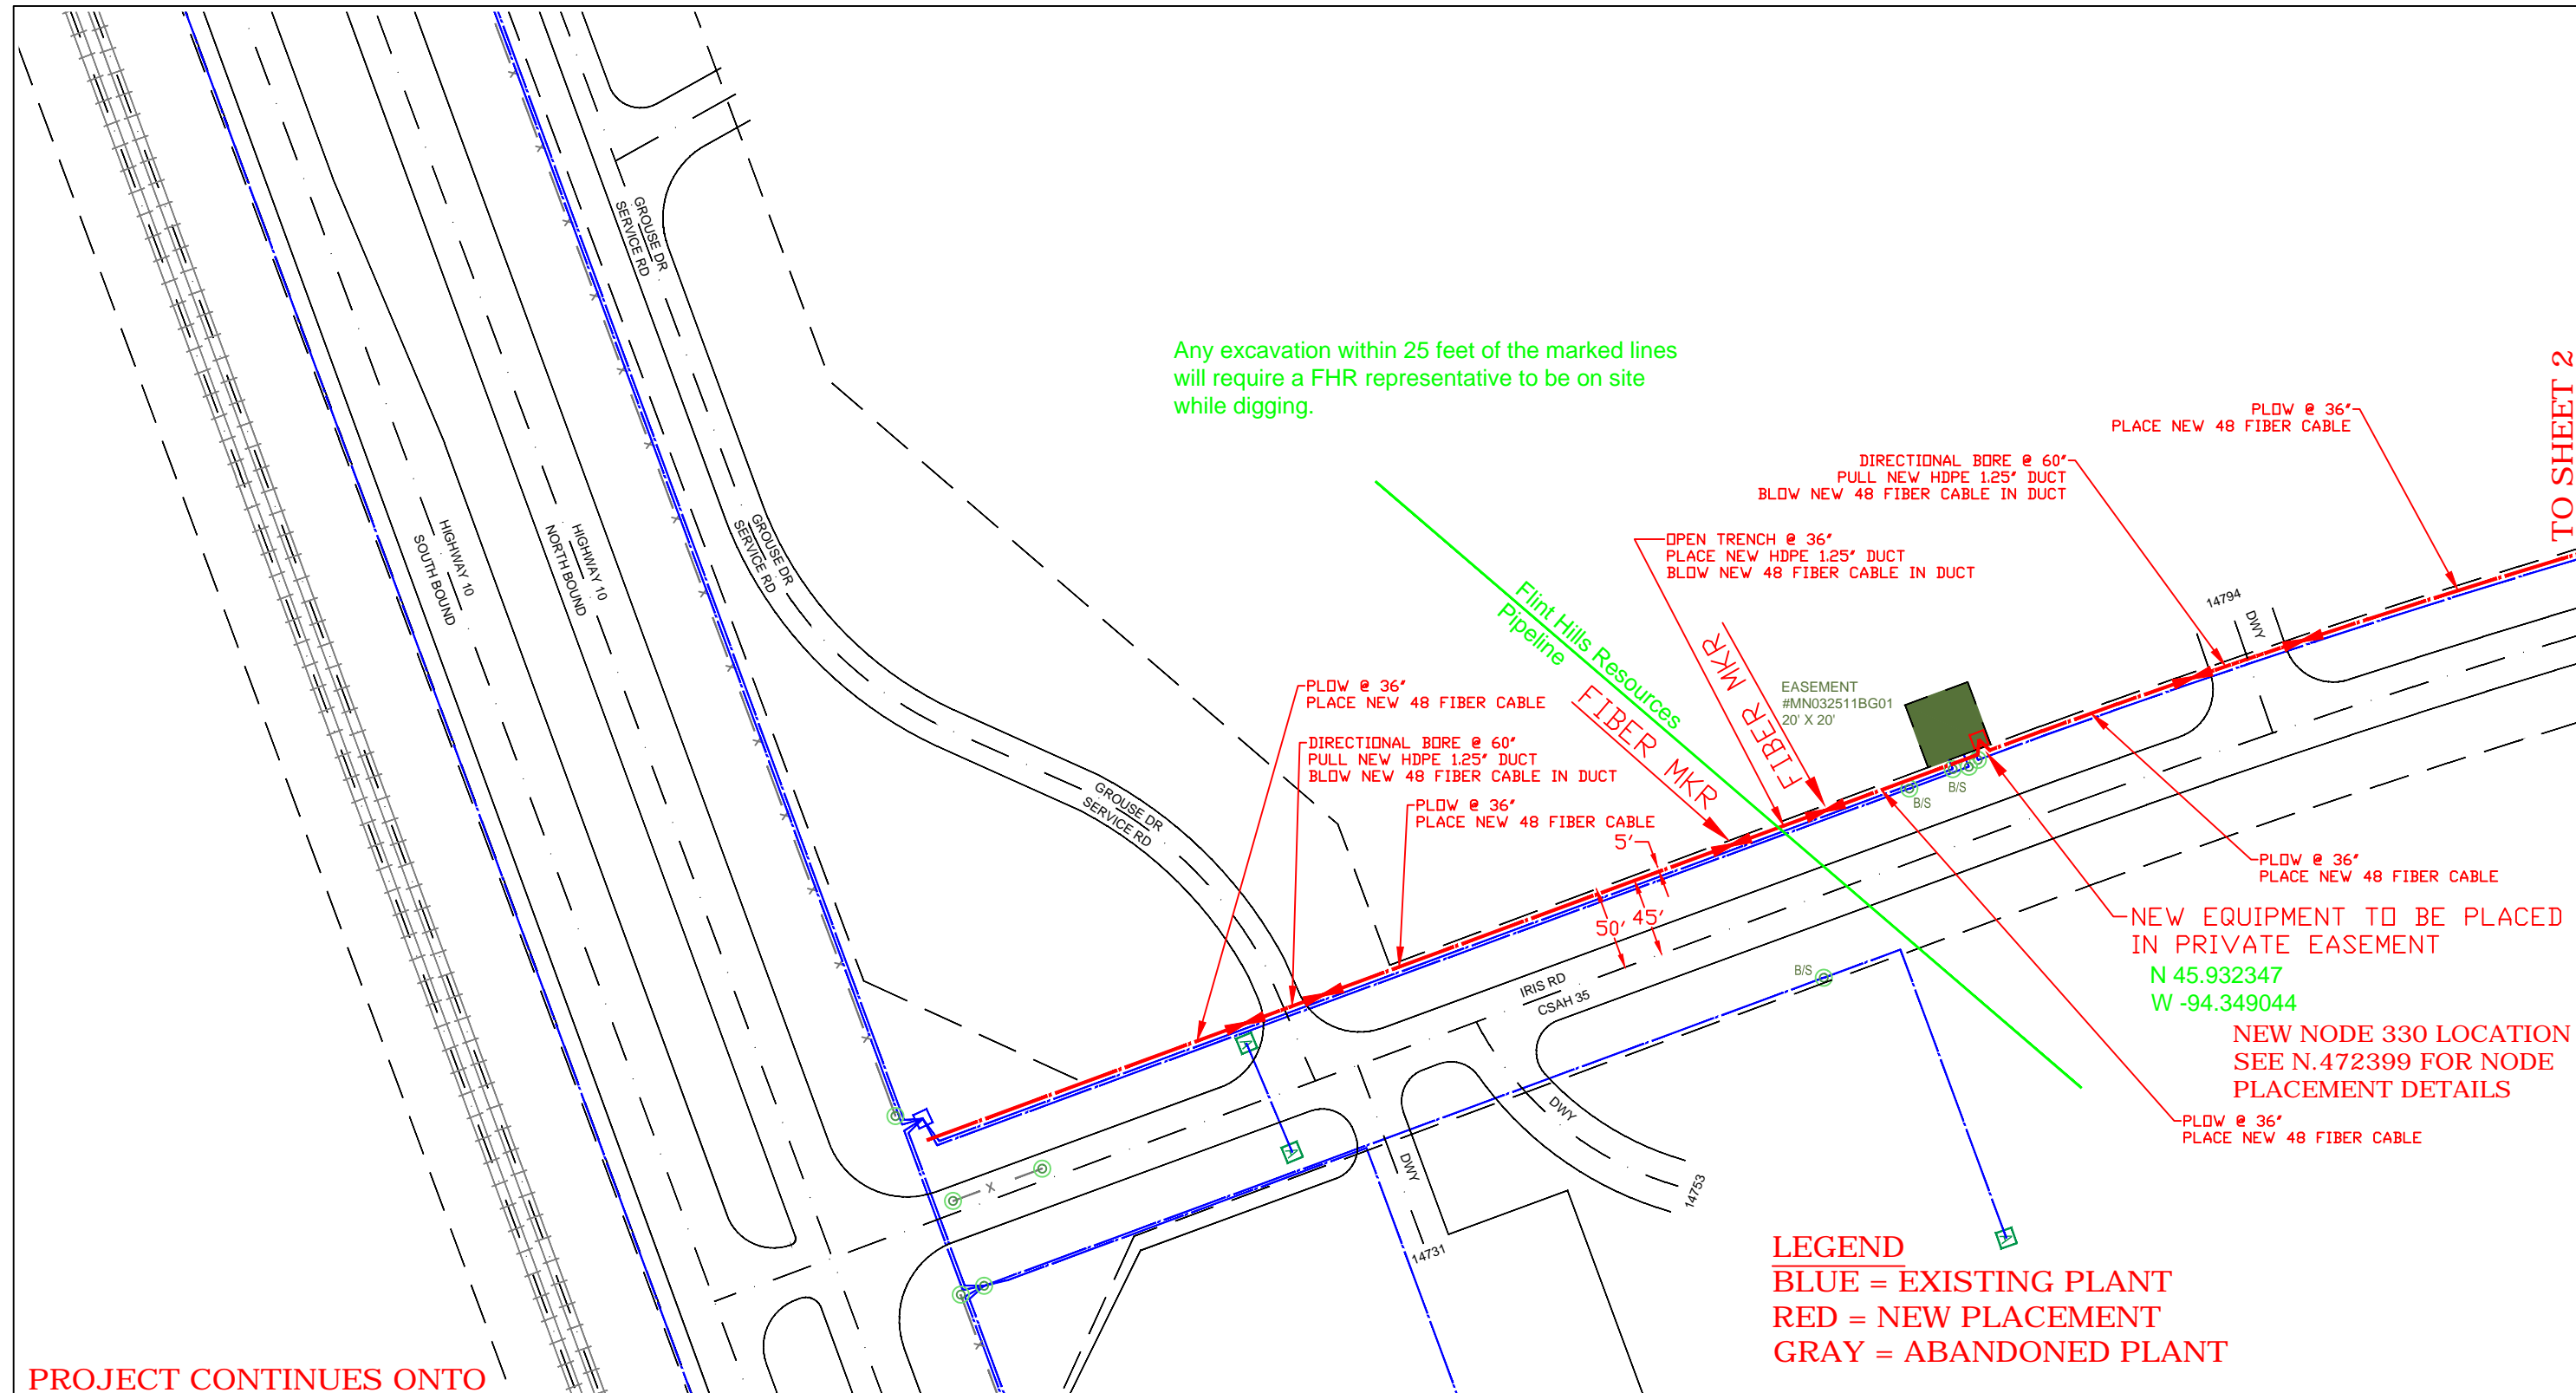 Any excavation within 25 feet of the marked lines
will require a FHR representative to be on site
while digging.
TO SHEET 2
PLOW @ 36"
PLACE NEW 48 FIBER CABLE
DIRECTIONAL BORE @ 60"
PULL NEW HDPE 1.25" DUCT
BLOW NEW 48 FIBER CABLE IN DUCT
OPEN TRENCH @ 36"
PLACE NEW HDPE 1.25" DUCT
BLOW NEW 48 FIBER CABLE IN DUCT
GROUSE DR
SERVICE RD
GROUSE DR
SERVICE RD
HIGHWAY 10
SOUTH BOUND
HIGHWAY 10
NORTH BOUND
Flint Hills Resources
Pipeline
FIBER MKR
FIBER MKR
14794
DWY
EASEMENT
#MN032511BG01
20' X 20'
PLOW @ 36"
PLACE NEW 48 FIBER CABLE
DIRECTIONAL BORE @ 60"
PULL NEW HDPE 1.25" DUCT
BLOW NEW 48 FIBER CABLE IN DUCT
PLOW @ 36"
PLACE NEW 48 FIBER CABLE
GROUSE DR
SERVICE RD
5'
50'
45'
B/S
B/S
PLOW @ 36"
PLACE NEW 48 FIBER CABLE
NEW EQUIPMENT TO BE PLACED
IN PRIVATE EASEMENT
N 45.932347
W -94.349044
NEW NODE 330 LOCATION
SEE N.472399 FOR NODE
PLACEMENT DETAILS
PLOW @ 36"
PLACE NEW 48 FIBER CABLE
B/S
IRIS RD
CSAH 35
DWY
14753
DWY
14731
A
A
A
LEGEND
BLUE = EXISTING PLANT
RED = NEW PLACEMENT
GRAY = ABANDONED PLANT
PROJECT CONTINUES ONTO